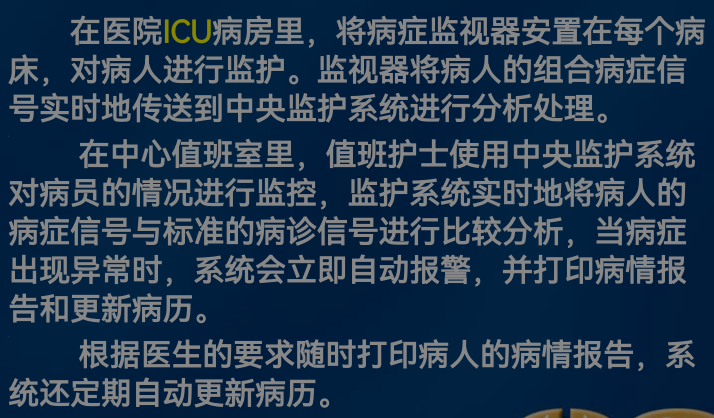 在医院ICU病房里，将病症监视器安置在每个病
床，对病人进行监护。监视器将病人的组合病症信
号实时地传送到中央监护系统进行分析处理。
在中心值班室里，值班护士使用中央监护系统
对病员的情况进行监控，监护系统实时地将病人的
病症信号与标准的病诊信号进行比较分析，当病症
出现异常时，系统会立即自动报警，并打印病情报
告和更新病历。
根据医生的要求随时打印病人的病情报告，系
统还定期自动更新病历。